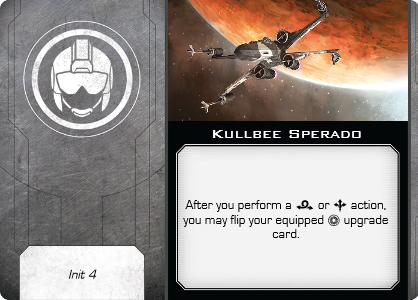 KULLBEE SPERADO
After you perform a or action,
you may flip your equipped upgrade
card.
Init 4